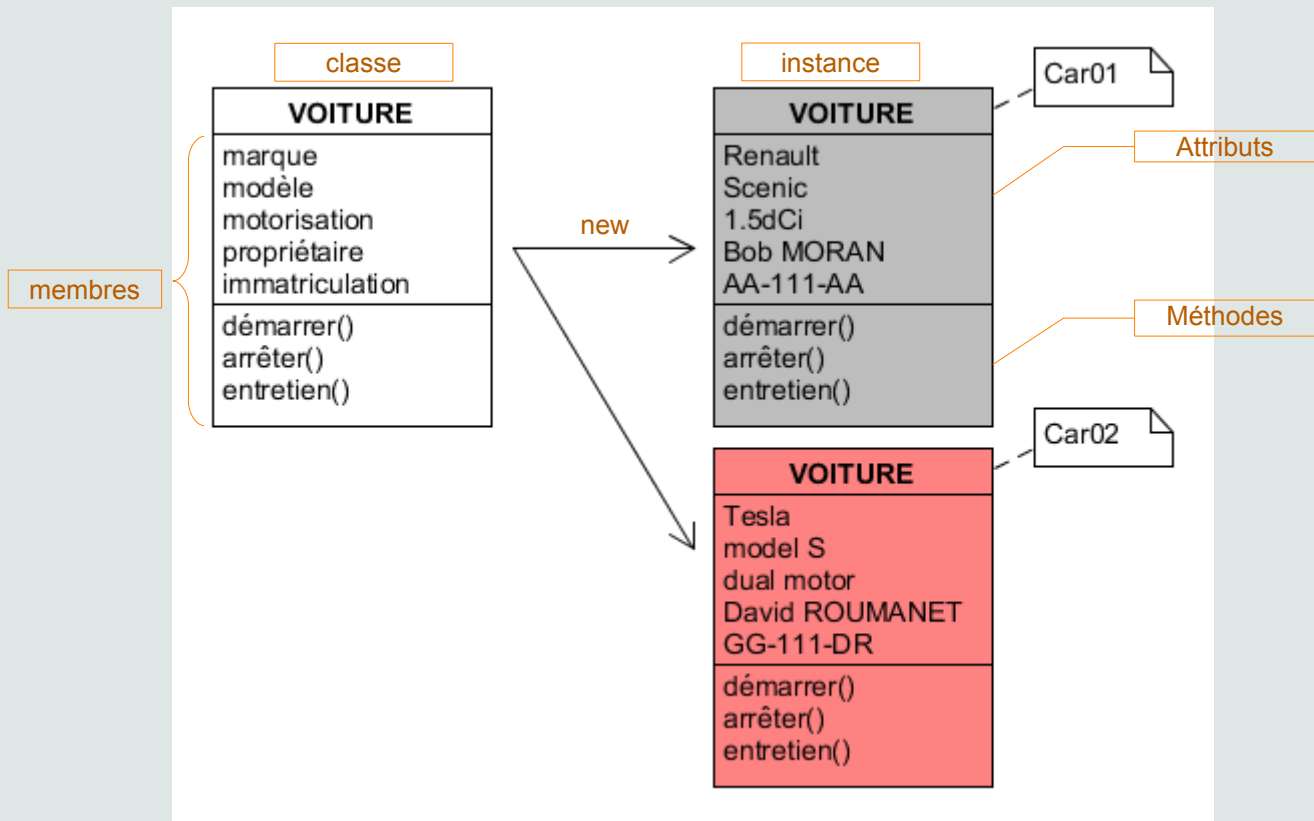 classe
VOITURE
marque
modèle
motorisation
propriétaire
immatriculation
démarrer()
arrêter()
entretien()
membres
new
instance
Car01
VOITURE
Renault
Scenic
1.5dCi
Bob MORAN
AA-111-AA
démarrer()
arrêter()
entretien()
Attributs
Méthodes
Car02
VOITURE
Tesla
model S
dual motor
David ROUMANET
GG-111-DR
démarrer()
arrêter()
entretien()